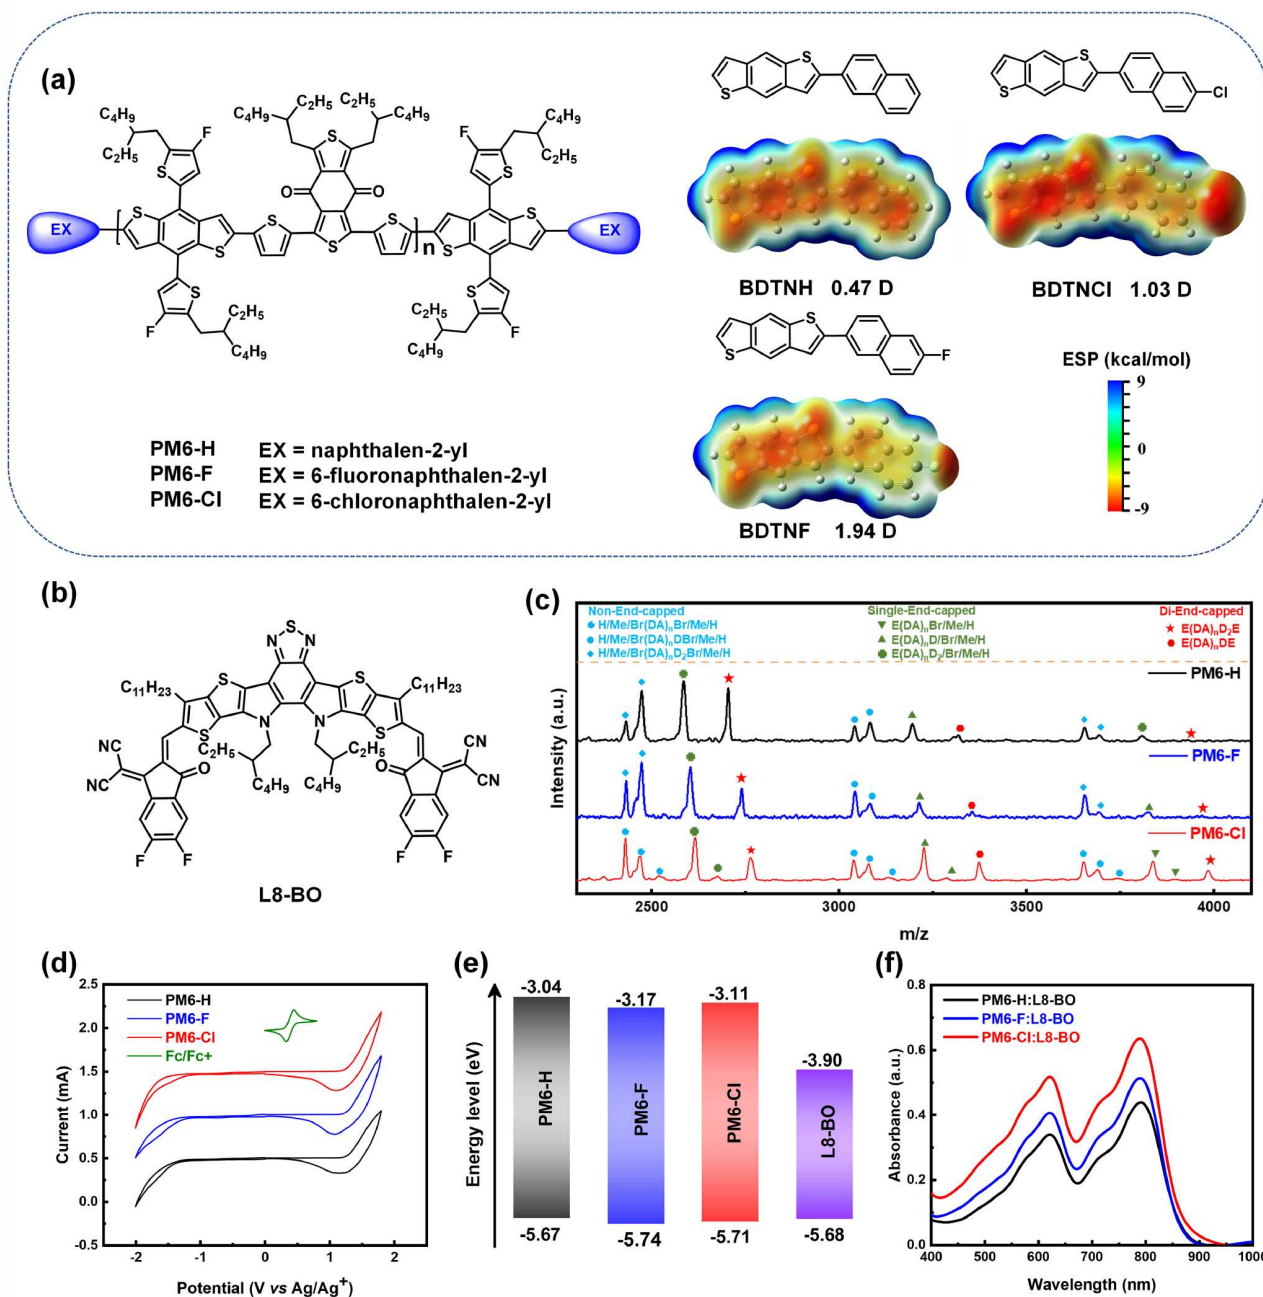 (a)
C₂H₅ C₂H₅
C₄H₉ C₄H₉
C₄H₉ F S F C₄H₉
C₂H₅ S S C₂H₅
O O
EX [ S S S S S ]n S S EX
S S
F C₂H₅ C₂H₅ F
C₄H₉ C₄H₉
PM6-H EX = naphthalen-2-yl
PM6-F EX = 6-fluoronaphthalen-2-yl
PM6-Cl EX = 6-chloronaphthalen-2-yl
S S
S S Cl
BDTNH 0.47 D
BDTNCl 1.03 D
S S F
BDTNF 1.94 D
ESP (kcal/mol)
9
6
0
-6
-9
(b)
S
N N
C₁₁H₂₃ S S C₁₁H₂₃
S N N S
C₂H₅ C₂H₅
CN O C₄H₉ C₄H₉ O CN
NC CN
F F F F
L8-BO
(c)
Non-End-capped
H/Me/Br(DA)ₙBr/Me/H
H/Me/Br(DA)ₙDBr/Me/H
H/Me/Br(DA)ₙD₂Br/Me/H
Single-End-capped
E(DA)ₙBr/Me/H
E(DA)ₙD/Br/Me/H
E(DA)ₙD₂/Br/Me/H
Di-End-capped
E(DA)ₙD₂E
E(DA)ₙDE
PM6-H
PM6-F
PM6-Cl
Intensity (a.u.)
2500 3000 3500 4000
m/z
(d)
PM6-H
PM6-F
PM6-Cl
Fc/Fc+
Current (mA)
2.5
2.0
1.5
1.0
0.5
0.0
-0.5
-2 -1 0 1 2
Potential (V vs Ag/Ag⁺)
(e)
Energy level (eV)
-3.04 -3.17 -3.11 -3.90
PM6-H PM6-F PM6-Cl L8-BO
-5.67 -5.74 -5.71 -5.68
(f)
PM6-H:L8-BO
PM6-F:L8-BO
PM6-Cl:L8-BO
Absorbance (a.u.)
0.8
0.6
0.4
0.2
0.0
400 500 600 700 800 900 1000
Wavelength (nm)